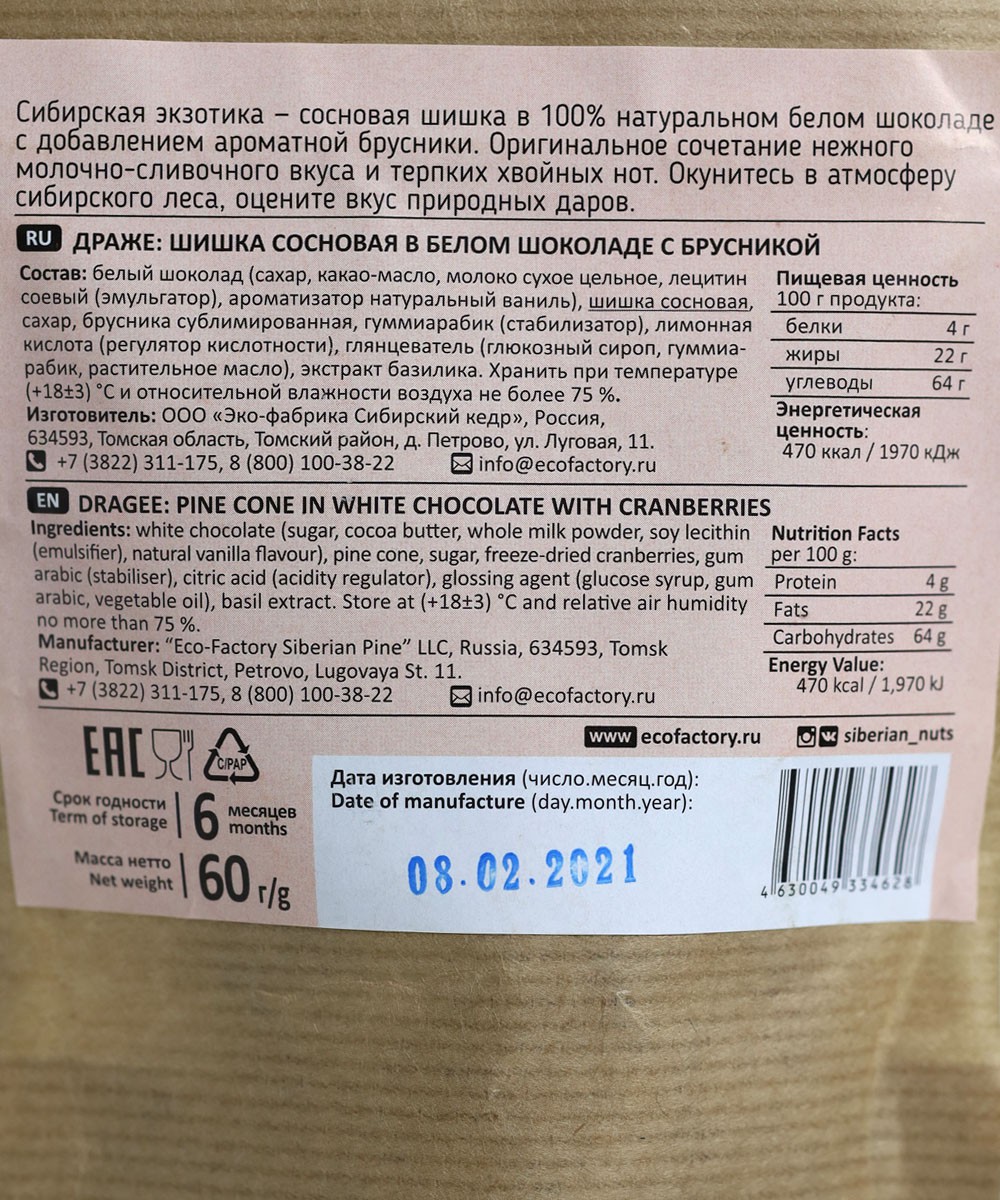 Сибирская экзотика – сосновая шишка в 100% натуральном белом шоколаде
с добавлением ароматной брусники. Оригинальное сочетание нежного
молочно-сливочного вкуса и терпких хвойных нот. Окунитесь в атмосферу
сибирского леса, оцените вкус природных даров.
RU ДРАЖЕ: ШИШКА СОСНОВАЯ В БЕЛОМ ШОКОЛАДЕ С БРУСНИКОЙ
Состав: белый шоколад (сахар, какао-масло, молоко сухое цельное, лецитин
соевый (эмульгатор), ароматизатор натуральный ваниль), шишка сосновая,
сахар, брусника сублимированная, гуммиарабик (стабилизатор), лимонная
кислота (регулятор кислотности), глянцеватель (глюкозный сироп, гуммиа-
рабик, растительное масло), экстракт базилика. Хранить при температуре
(+18±3) °C и относительной влажности воздуха не более 75 %.
Изготовитель: ООО «Эко-фабрика Сибирский кедр», Россия,
634593, Томская область, Томский район, д. Петрово, ул. Луговая, 11.
+7 (3822) 311-175, 8 (800) 100-38-22 info@ecofactory.ru
Пищевая ценность
100 г продукта:
белки 4 г
жиры 22 г
углеводы 64 г
Энергетическая
ценность:
470 ккал / 1970 кДж
EN DRAGEE: PINE CONE IN WHITE CHOCOLATE WITH CRANBERRIES
Ingredients: white chocolate (sugar, cocoa butter, whole milk powder, soy lecithin
(emulsifier), natural vanilla flavour), pine cone, sugar, freeze-dried cranberries, gum
arabic (stabiliser), citric acid (acidity regulator), glossing agent (glucose syrup, gum
arabic, vegetable oil), basil extract. Store at (+18±3) °C and relative air humidity
no more than 75 %.
Manufacturer: “Eco-Factory Siberian Pine” LLC, Russia, 634593, Tomsk
Region, Tomsk District, Petrovo, Lugovaya St. 11.
+7 (3822) 311-175, 8 (800) 100-38-22 info@ecofactory.ru
Nutrition Facts
per 100 g:
Protein 4 g
Fats 22 g
Carbohydrates 64 g
Energy Value:
470 kcal / 1,970 kJ
www ecofactory.ru siberian_nuts
EAC C/PAP
Срок годности
Term of storage
6 месяцев
months
Масса нетто
Net weight
60 г/g
Дата изготовления (число.месяц.год):
Date of manufacture (day.month.year):
08.02.2021
4 630049 334628